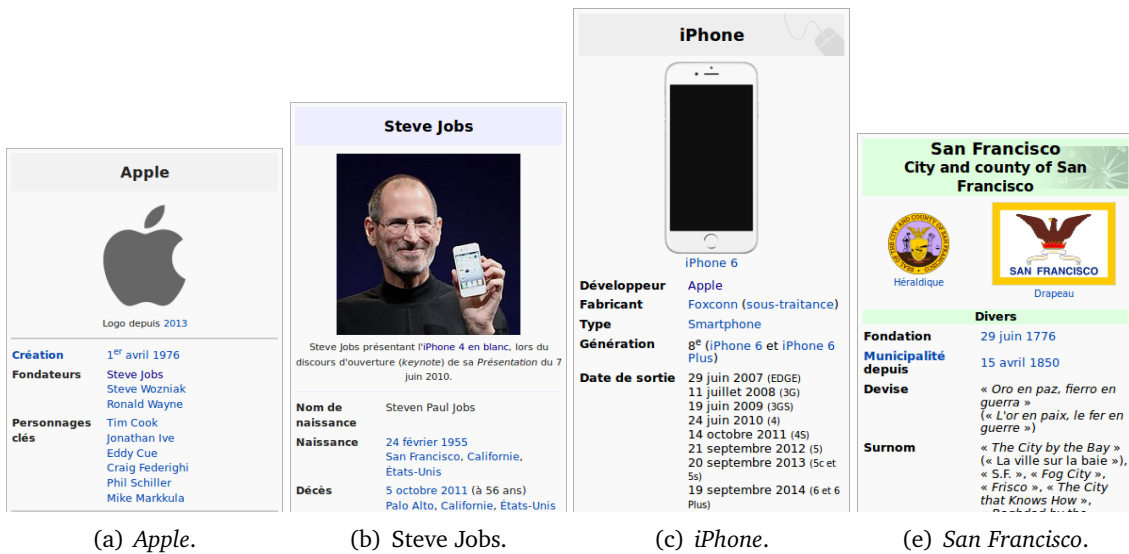 Apple
Logo depuis 2013
Création 1er avril 1976
Fondateurs Steve Jobs
Steve Wozniak
Ronald Wayne
Personnages clés Tim Cook
Jonathan Ive
Eddy Cue
Craig Federighi
Phil Schiller
Mike Markkula
(a) Apple.
Steve Jobs
Steve Jobs présentant l'iPhone 4 en blanc, lors du
discours d'ouverture (keynote) de sa Présentation du 7
juin 2010.
Nom de naissance Steven Paul Jobs
Naissance 24 février 1955
San Francisco, Californie,
États-Unis
Décès 5 octobre 2011 (à 56 ans)
Palo Alto, Californie, États-Unis
(b) Steve Jobs.
iPhone
iPhone 6
Développeur Apple
Fabricant Foxconn (sous-traitance)
Type Smartphone
Génération 8e (iPhone 6 et iPhone 6
Plus)
Date de sortie 29 juin 2007 (EDGE)
11 juillet 2008 (3G)
19 juin 2009 (3GS)
24 juin 2010 (4)
14 octobre 2011 (4S)
21 septembre 2012 (5)
20 septembre 2013 (5c et
5s)
19 septembre 2014 (6 et 6
Plus)
(c) iPhone.
San Francisco
City and county of San
Francisco
SAN FRANCISCO
Héraldique
Drapeau
Divers
Fondation 29 juin 1776
Municipalité depuis 15 avril 1850
Devise « Oro en paz, fierro en
guerra »
(« L'or en paix, le fer en
guerre »)
Surnom « The City by the Bay »
(« La ville sur la baie »),
« S.F. », « Fog City »,
« Frisco », « The City
that Knows How »,
(e) San Francisco.